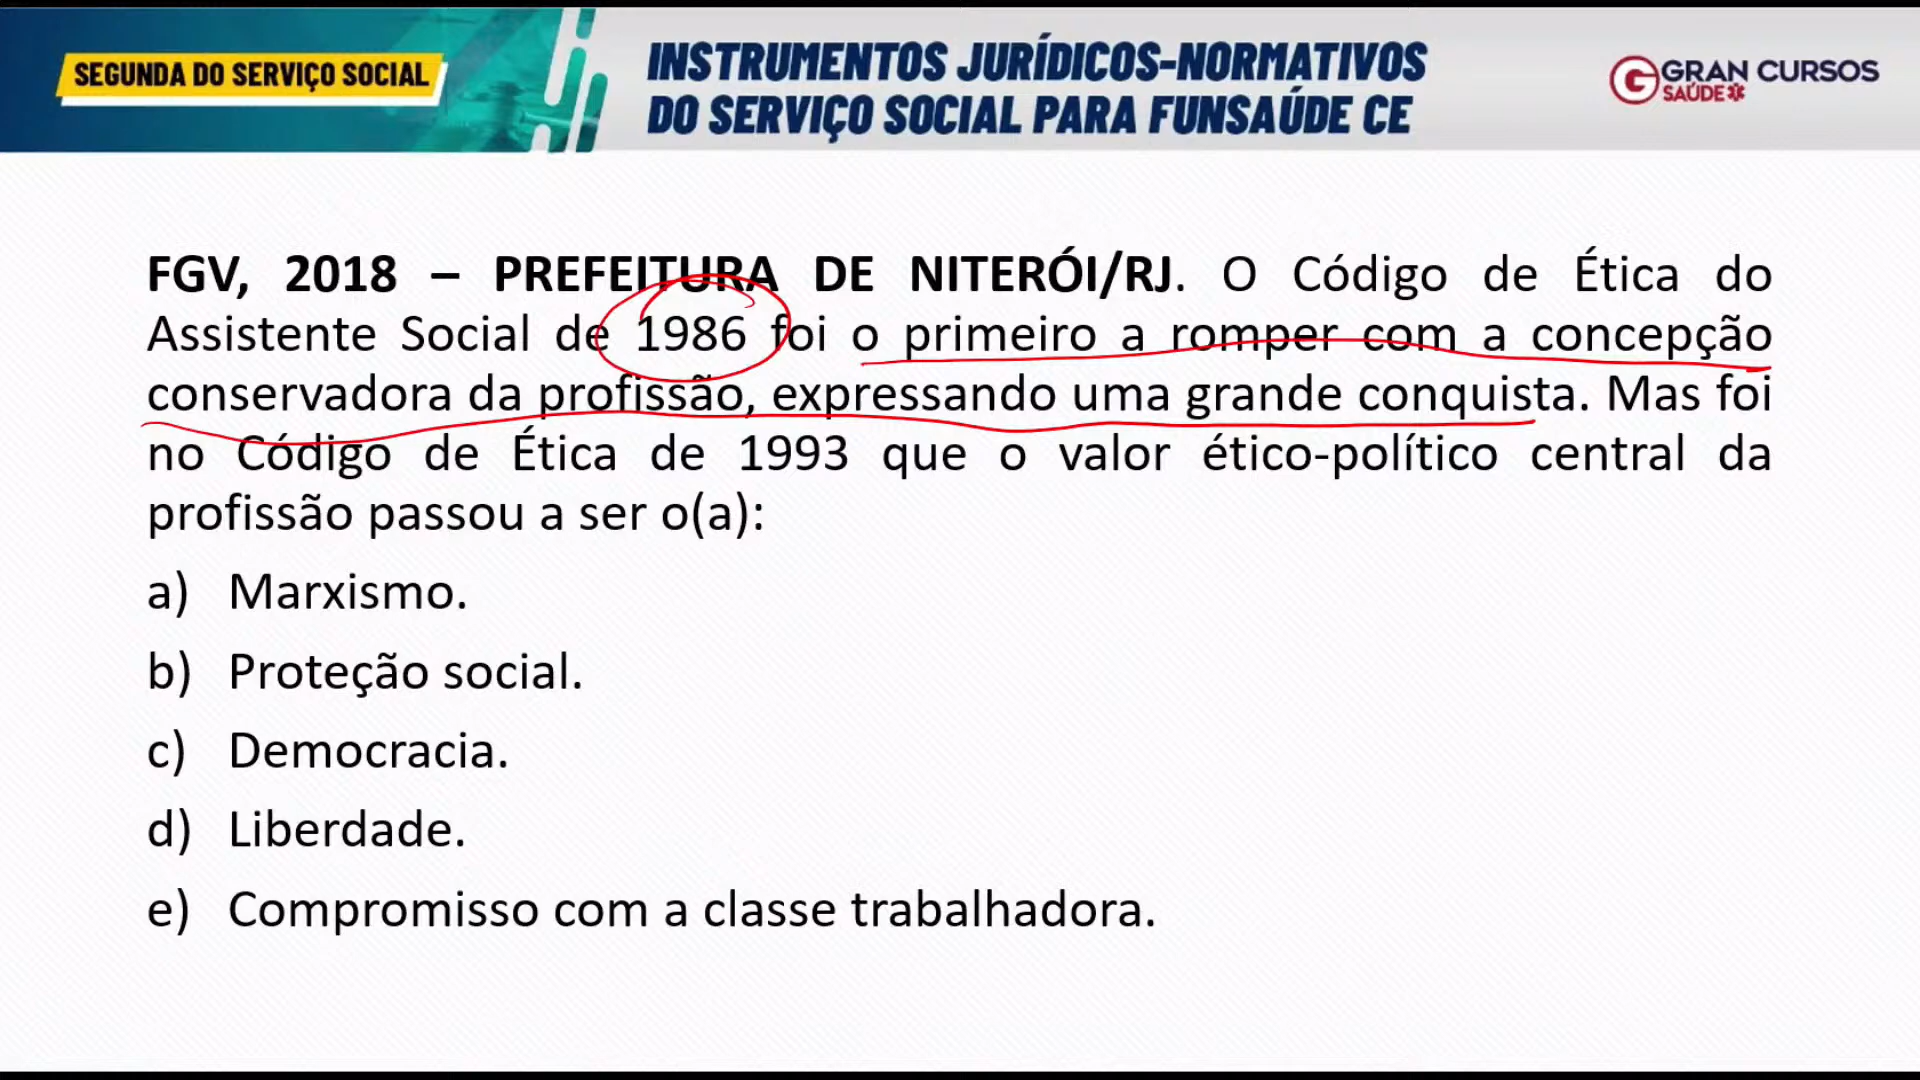 SEGUNDA DO SERVIÇO SOCIAL
INSTRUMENTOS JURÍDICOS-NORMATIVOS
DO SERVIÇO SOCIAL PARA FUNSAÚDE CE
GRAN CURSOS
SAÚDE
FGV, 2018 – PREFEITURA DE NITERÓI/RJ. O Código de Ética do
Assistente Social de 1986 foi o primeiro a romper com a concepção
conservadora da profissão, expressando uma grande conquista. Mas foi
no Código de Ética de 1993 que o valor ético-político central da
profissão passou a ser o(a):
a) Marxismo.
b) Proteção social.
c) Democracia.
d) Liberdade.
e) Compromisso com a classe trabalhadora.